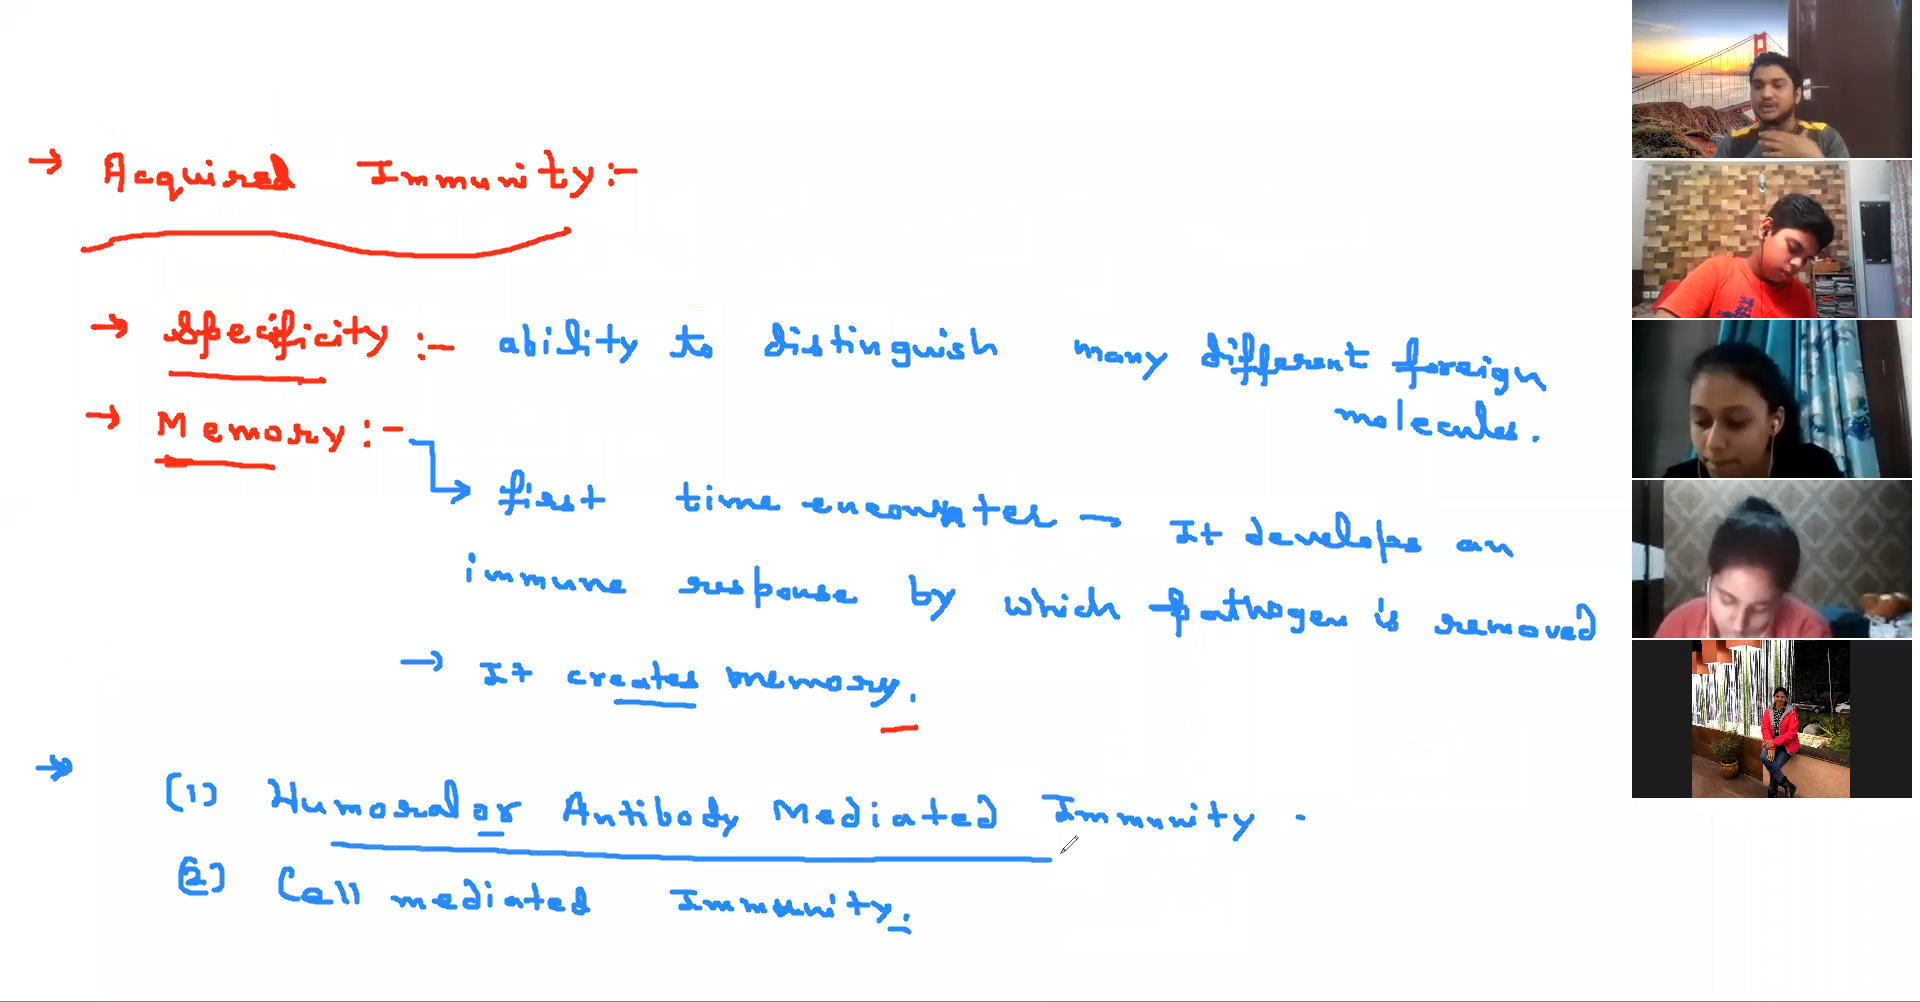 → Acquired Immunity:-
→ Specificity :- ability to distinguish many different foreign
molecules.
→ Memory:-
→ first time encounter — It develops an
immune response by which pathogen is removed
→ It creates memory.
→
(1) Humoral or Antibody Mediated Immunity.
(2) Cell mediated Immunity.